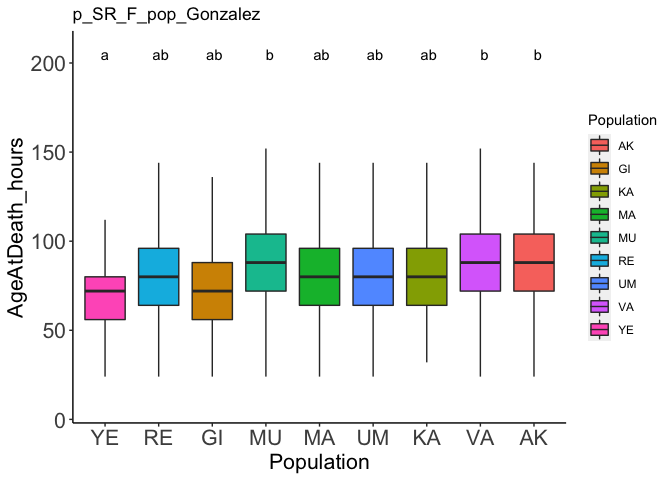 p_SR_F_pop_Gonzalez
a ab ab b ab ab ab b b
200
150
100
50
0
AgeAtDeath_hours
YE RE GI MU MA UM KA VA AK
Population
Population
AK
GI
KA
MA
MU
RE
UM
VA
YE